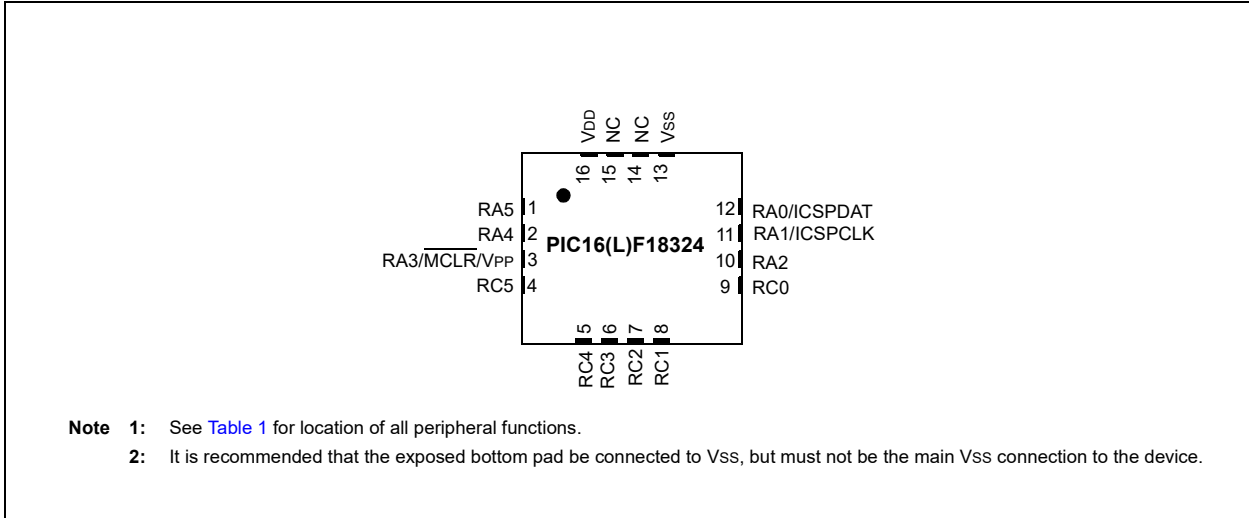 VDD NC NC VSS
16 15 14 13
RA5 1 12 RA0/ICSPDAT
RA4 2 11 RA1/ICSPCLK
PIC16(L)F18324
RA3/MCLR/VPP 3 10 RA2
RC5 4 9 RC0
5 6 7 8
RC4 RC3 RC2 RC1
Note 1: See Table 1 for location of all peripheral functions.
2: It is recommended that the exposed bottom pad be connected to VSS, but must not be the main VSS connection to the device.